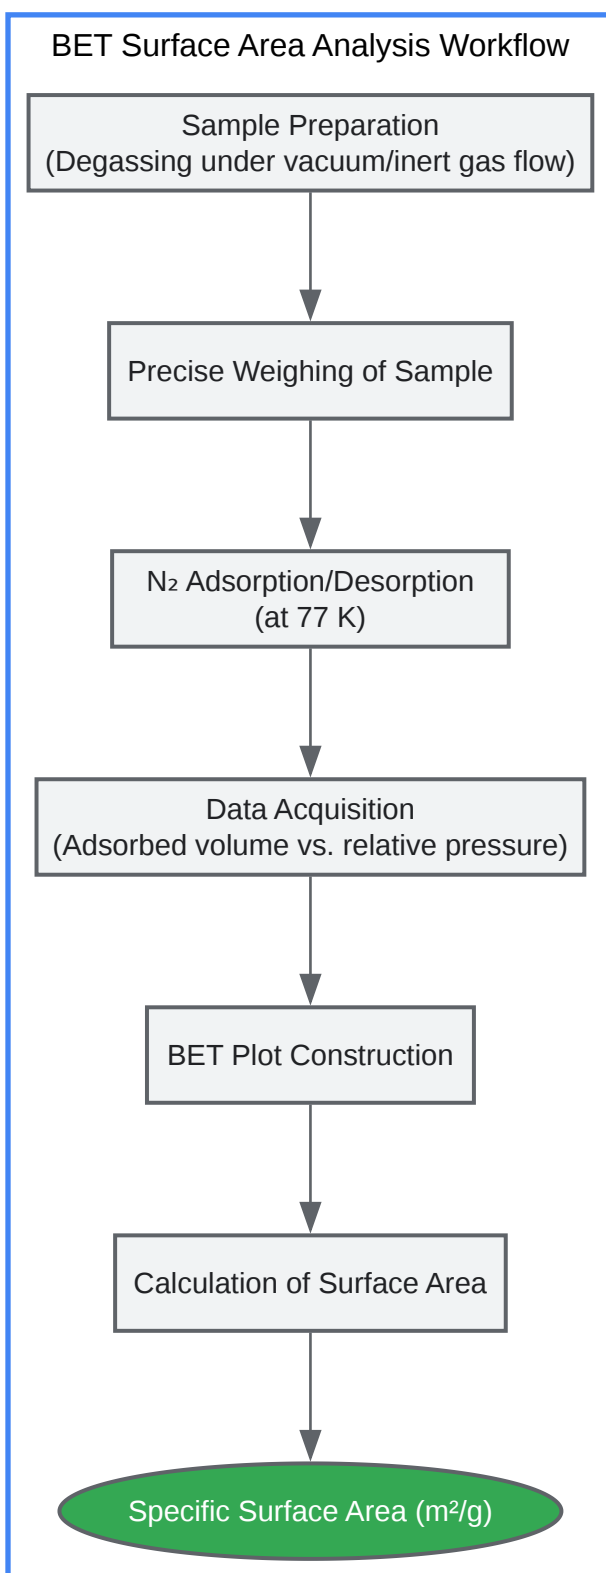 BET Surface Area Analysis Workflow
Sample Preparation
(Degassing under vacuum/inert gas flow)
Precise Weighing of Sample
N₂ Adsorption/Desorption
(at 77 K)
Data Acquisition
(Adsorbed volume vs. relative pressure)
BET Plot Construction
Calculation of Surface Area
Specific Surface Area (m²/g)